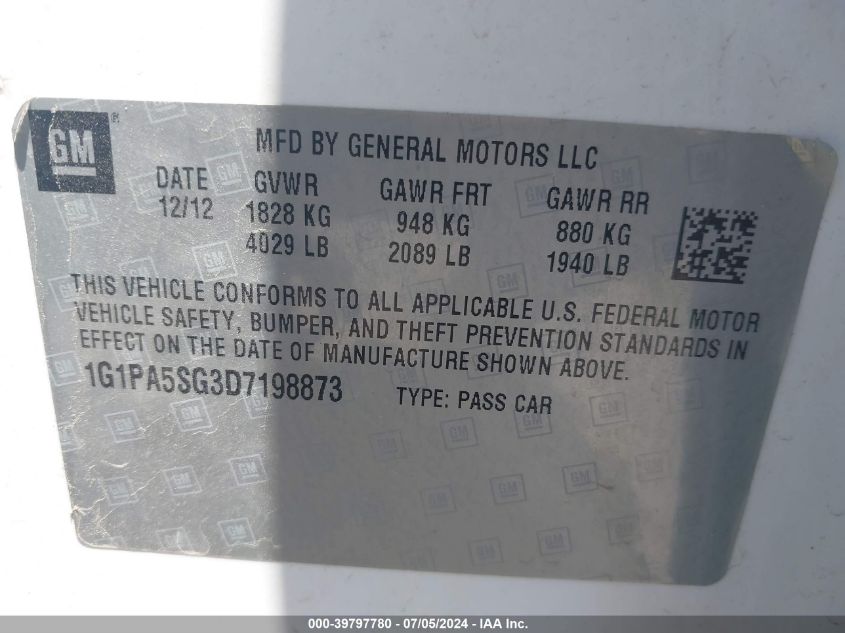 GM
MFD BY GENERAL MOTORS LLC
DATE GVWR GAWR FRT GAWR RR
12/12 1828 KG 948 KG 880 KG
4029 LB 2089 LB 1940 LB
THIS VEHICLE CONFORMS TO ALL APPLICABLE U.S. FEDERAL MOTOR
VEHICLE SAFETY, BUMPER, AND THEFT PREVENTION STANDARDS IN
EFFECT ON THE DATE OF MANUFACTURE SHOWN ABOVE.
1G1PA5SG3D7198873 TYPE: PASS CAR
000-39797780 - 07/05/2024 - IAA Inc.